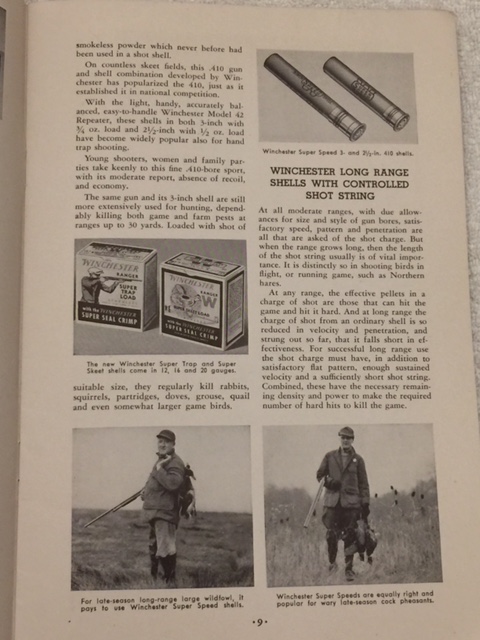 smokeless powder which never before had
been used in a shot shell.
On countless skeet fields, this .410 gun
and shell combination developed by Win-
chester has popularized the 410, just as it
established it in national competition.
With the light, handy, accurately bal-
anced, easy-to-handle Winchester Model 42
Repeater, these shells in both 3-inch with
¾ oz. load and 2½-inch with ½ oz. load
have become widely popular also for hand
trap shooting.
Young shooters, women and family par-
ties take keenly to this fine .410-bore sport,
with its moderate report, absence of recoil,
and economy.
The same gun and its 3-inch shell are still
more extensively used for hunting, depend-
ably killing both game and farm pests at
ranges up to 30 yards. Loaded with shot of
WINCHESTER
RANGER
SUPER
TRAP
LOAD
with the WINCHESTER
SUPER SEAL CRIMP
WINCHESTER
RANGER
WINCHESTER
SUPER SEAL CRIMP
The new Winchester Super Trap and Super
Skeet shells come in 12, 16 and 20 gauges.
suitable size, they regularly kill rabbits,
squirrels, partridges, doves, grouse, quail
and even somewhat larger game birds.
For late-season long-range large wildfowl, it
pays to use Winchester Super Speed shells.
Winchester Super Speed 3- and 2½-in. 410 shells.
WINCHESTER LONG RANGE
SHELLS WITH CONTROLLED
SHOT STRING
At all moderate ranges, with due allow-
ances for size and style of gun bores, satis-
factory speed, pattern and penetration are
all that are asked of the shot charge. But
when the range grows long, then the length
of the shot string usually is of vital impor-
tance. It is distinctly so in shooting birds in
flight, or running game, such as Northern
hares.
At any range, the effective pellets in a
charge of shot are those that can hit the
game and hit it hard. And at long range the
charge of shot from an ordinary shell is so
reduced in velocity and penetration, and
strung out so far, that it falls short in ef-
fectiveness. For successful long range use
the shot charge must have, in addition to
satisfactory flat pattern, enough sustained
velocity and a sufficiently short shot string.
Combined, these have the necessary remain-
ing density and power to make the required
number of hard hits to kill the game.
Winchester Super Speeds are equally right and
popular for wary late-season cock pheasants.
• 9 •